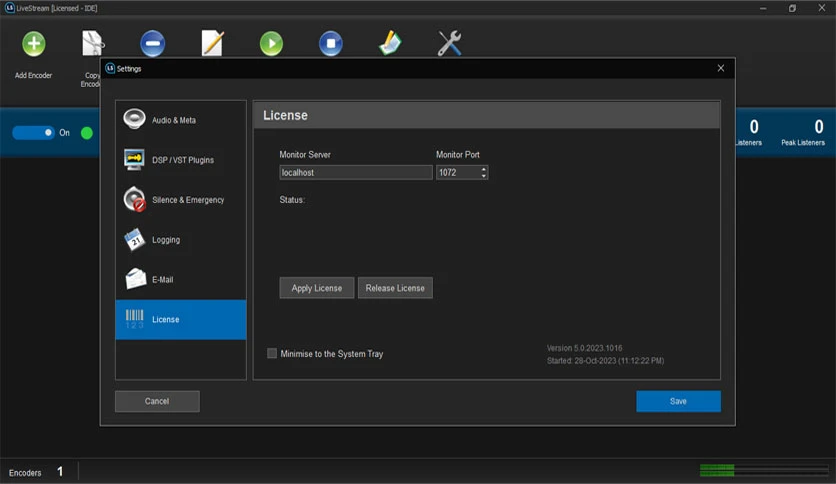 LiveStream [Licensed - IDE]
Add Encoder
Copy
Encod
Settings
On
Audio & Meta
DSP / VST Plugins
Silence & Emergency
Logging
E-Mail
License
License
Monitor Server
Monitor Port
localhost
1072
Status:
Apply License
Release License
Minimise to the System Tray
Version 5.0.2023.1016
Started: 28-Oct-2023 (11:12:22 PM)
Cancel
Save
0
0
Listeners
Peak Listeners
Encoders 1